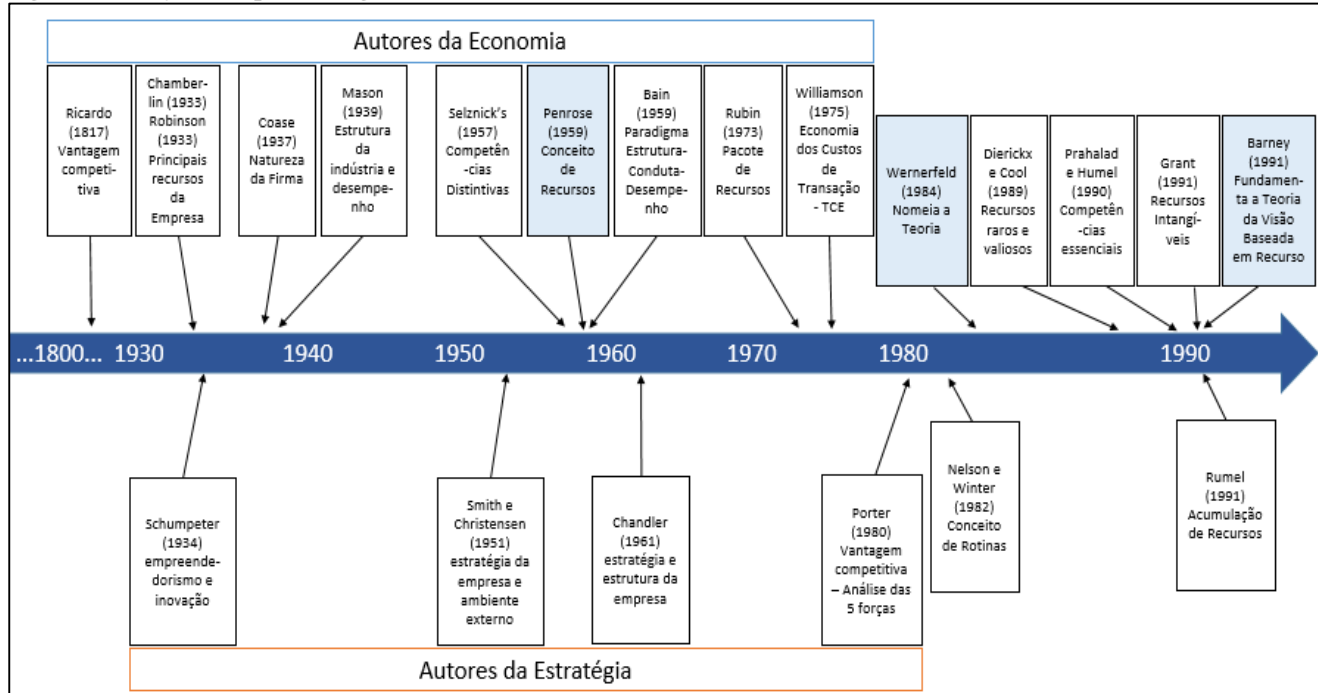 Autores da Economia
Ricardo
(1817)
Vantagem
competi-
tiva
Chamber-
lin (1933)
Robinson
(1933)
Principais
recursos
da
Empresa
Coase
(1937)
Natureza
da Firma
Mason
(1939)
Estrutura
da
indústria e
desempe-
nho
Selznick's
(1957)
Competên-
cias
Distintivas
Penrose
(1959)
Conceito
de
Recursos
Bain
(1959)
Paradigma
Estrutura-
Conduta-
Desempe-
nho
Rubin
(1973)
Pacote de
Recursos
Williamson
(1975)
Economia
dos Custos
de
Transação
- TCE
Wernerfeld
(1984)
Nomeia a
Teoria
Dierickx
e Cool
(1989)
Recursos
raros e
valiosos
Prahalad
e Humel
(1990)
Competên
-cias
essenciais
Grant
(1991)
Recursos
Intangí-
veis
Barney
(1991)
Fundamen-
ta a Teoria
da Visão
Baseada
em Recurso
...1800... 1930 1940 1950 1960 1970 1980 1990
Schumpeter
(1934)
empreende-
dorismo e
inovação
Smith e
Christensen
(1951)
estratégia da
empresa e
ambiente
externo
Chandler
(1961)
estratégia e
estrutura da
empresa
Porter
(1980)
Vantagem
competitiva
– Análise das
5 forças
Nelson e
Winter
(1982)
Conceito
de Rotinas
Rumel
(1991)
Acumulação
de Recursos
Autores da Estratégia